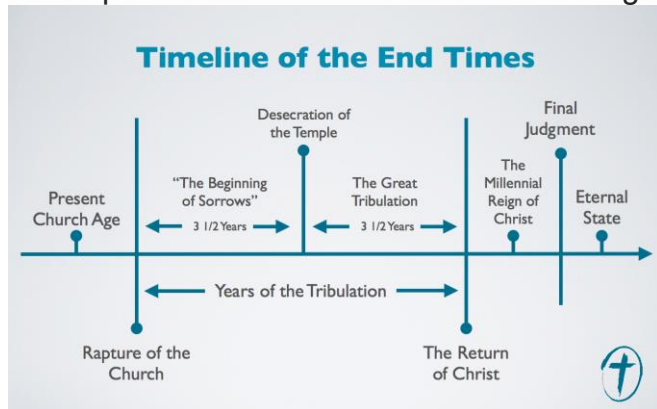 Timeline of the End Times
Desecration of
the Temple
Final
Judgment
"The Beginning
of Sorrows"
3 1/2 Years
The Great
Tribulation
3 1/2 Years
The
Millennial
Reign of
Christ
Present
Church Age
Eternal
State
Years of the Tribulation
Rapture of the
Church
The Return
of Christ